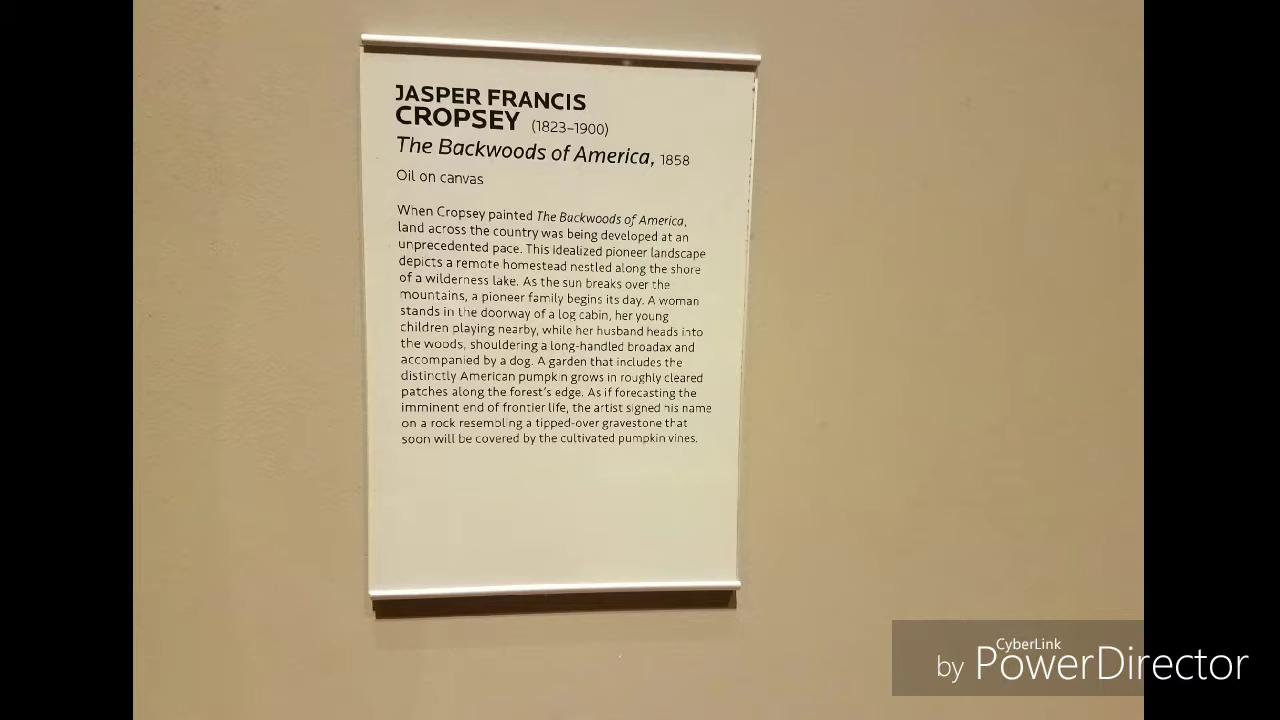 JASPER FRANCIS
CROPSEY (1823–1900)
The Backwoods of America, 1858
Oil on canvas
When Cropsey painted The Backwoods of America,
land across the country was being developed at an
unprecedented pace. This idealized pioneer landscape
depicts a remote homestead nestled along the shore
of a wilderness lake. As the sun breaks over the
mountains, a pioneer family begins its day. A woman
stands in the doorway of a log cabin, her young
children playing nearby, while her husband heads into
the woods, shouldering a long-handled broadax and
accompanied by a dog. A garden that includes the
distinctly American pumpkin grows in roughly cleared
patches along the forest's edge. As if forecasting the
imminent end of frontier life, the artist signed his name
on a rock resembling a tipped-over gravestone that
soon will be covered by the cultivated pumpkin vines.
CyberLink
by PowerDirector